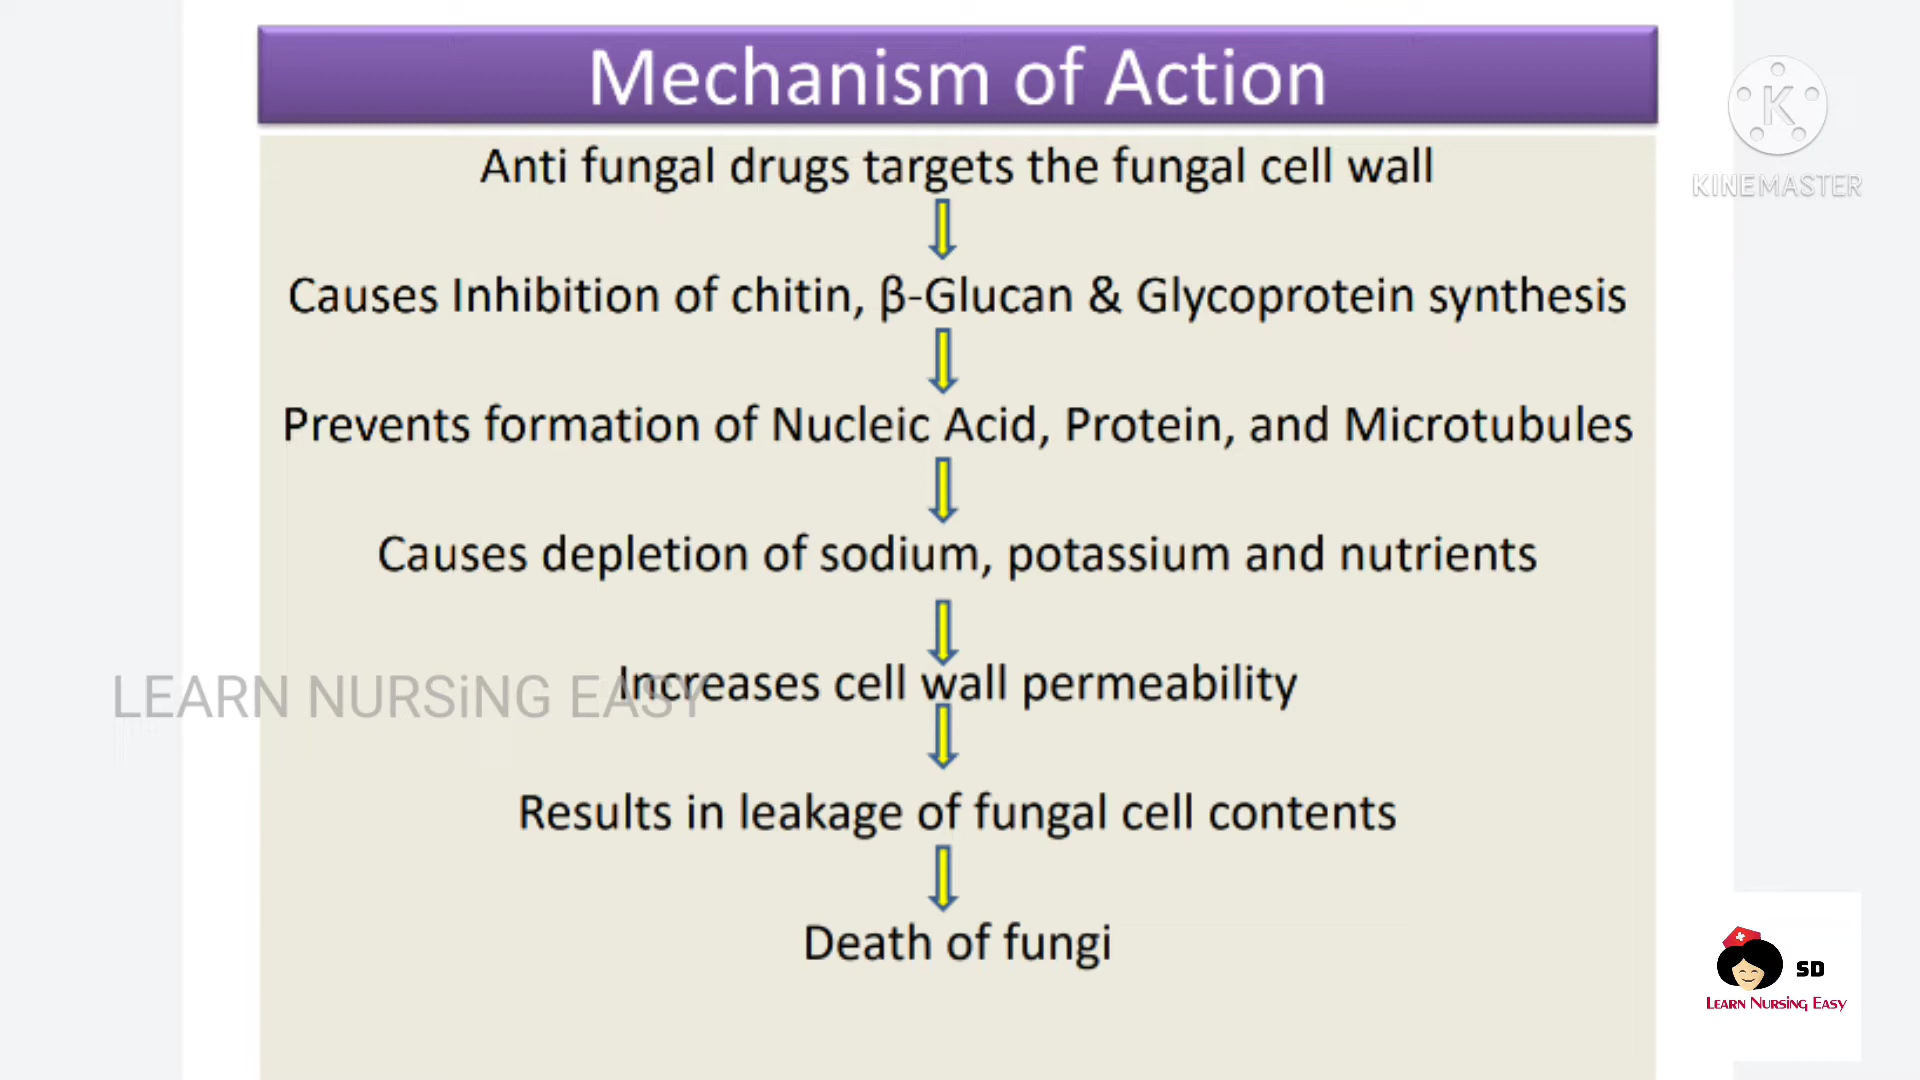 Mechanism of Action
K
KINEMASTER
Anti fungal drugs targets the fungal cell wall
Causes Inhibition of chitin, β-Glucan & Glycoprotein synthesis
Prevents formation of Nucleic Acid, Protein, and Microtubules
Causes depletion of sodium, potassium and nutrients
LEARN NURSiNG EASY
Increases cell wall permeability
Results in leakage of fungal cell contents
Death of fungi
SD
LEARN NURSiNG EASY